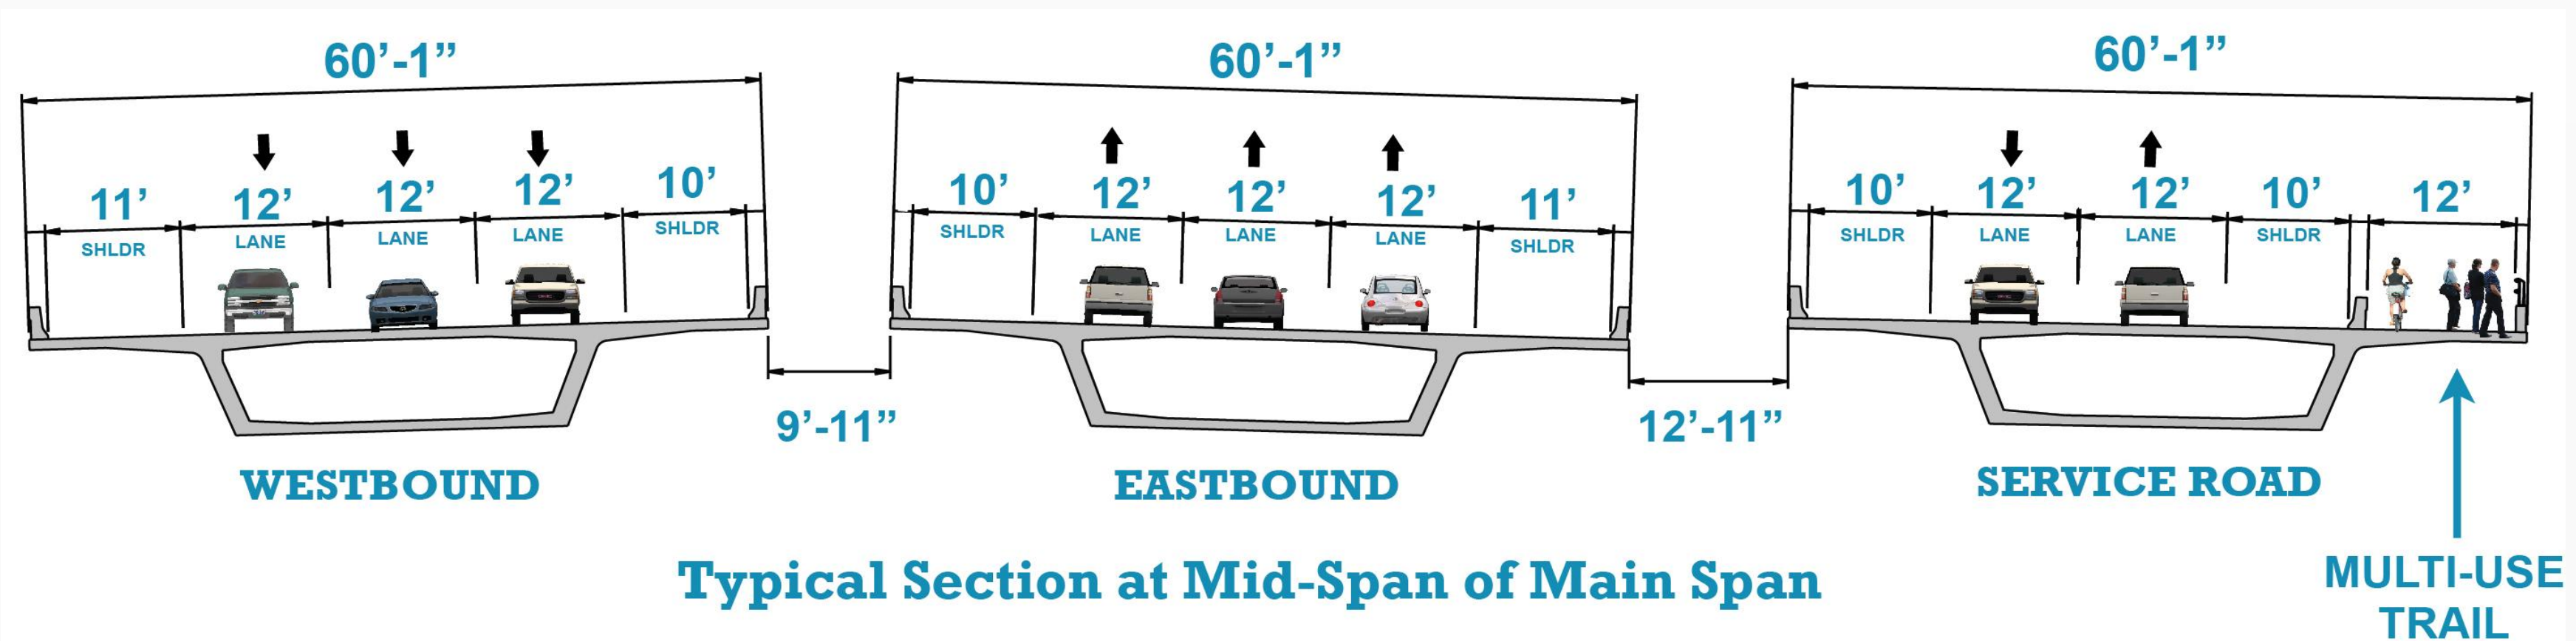 60’-1”
60’-1”
60’-1”
11’ 12’ 12’ 12’ 10’
SHLDR LANE LANE LANE SHLDR
10’ 12’ 12’ 12’ 11’
SHLDR LANE LANE LANE SHLDR
10’ 12’ 12’ 10’ 12’
SHLDR LANE LANE SHLDR
9’-11”
12’-11”
WESTBOUND
EASTBOUND
SERVICE ROAD
Typical Section at Mid-Span of Main Span
MULTI-USE
TRAIL